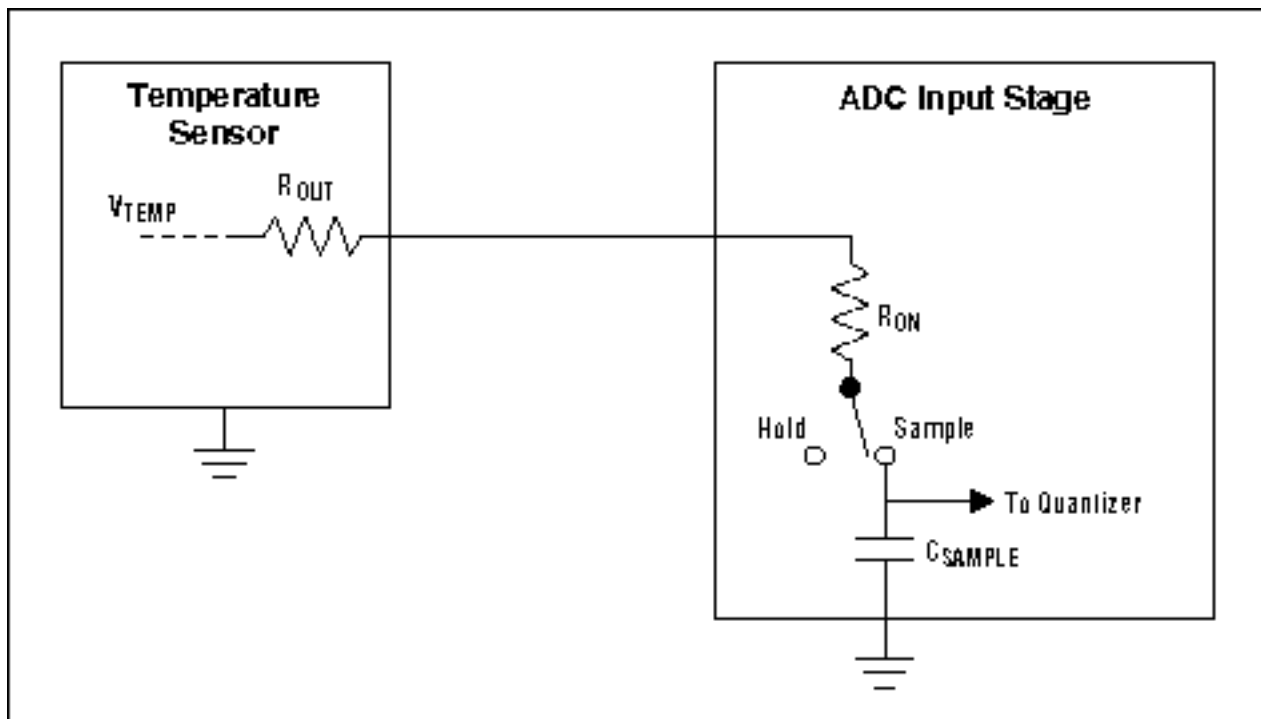 Temperature
Sensor
ROUT
VTEMP
ADC Input Stage
RON
Hold
Sample
To Quantizer
CSAMPLE